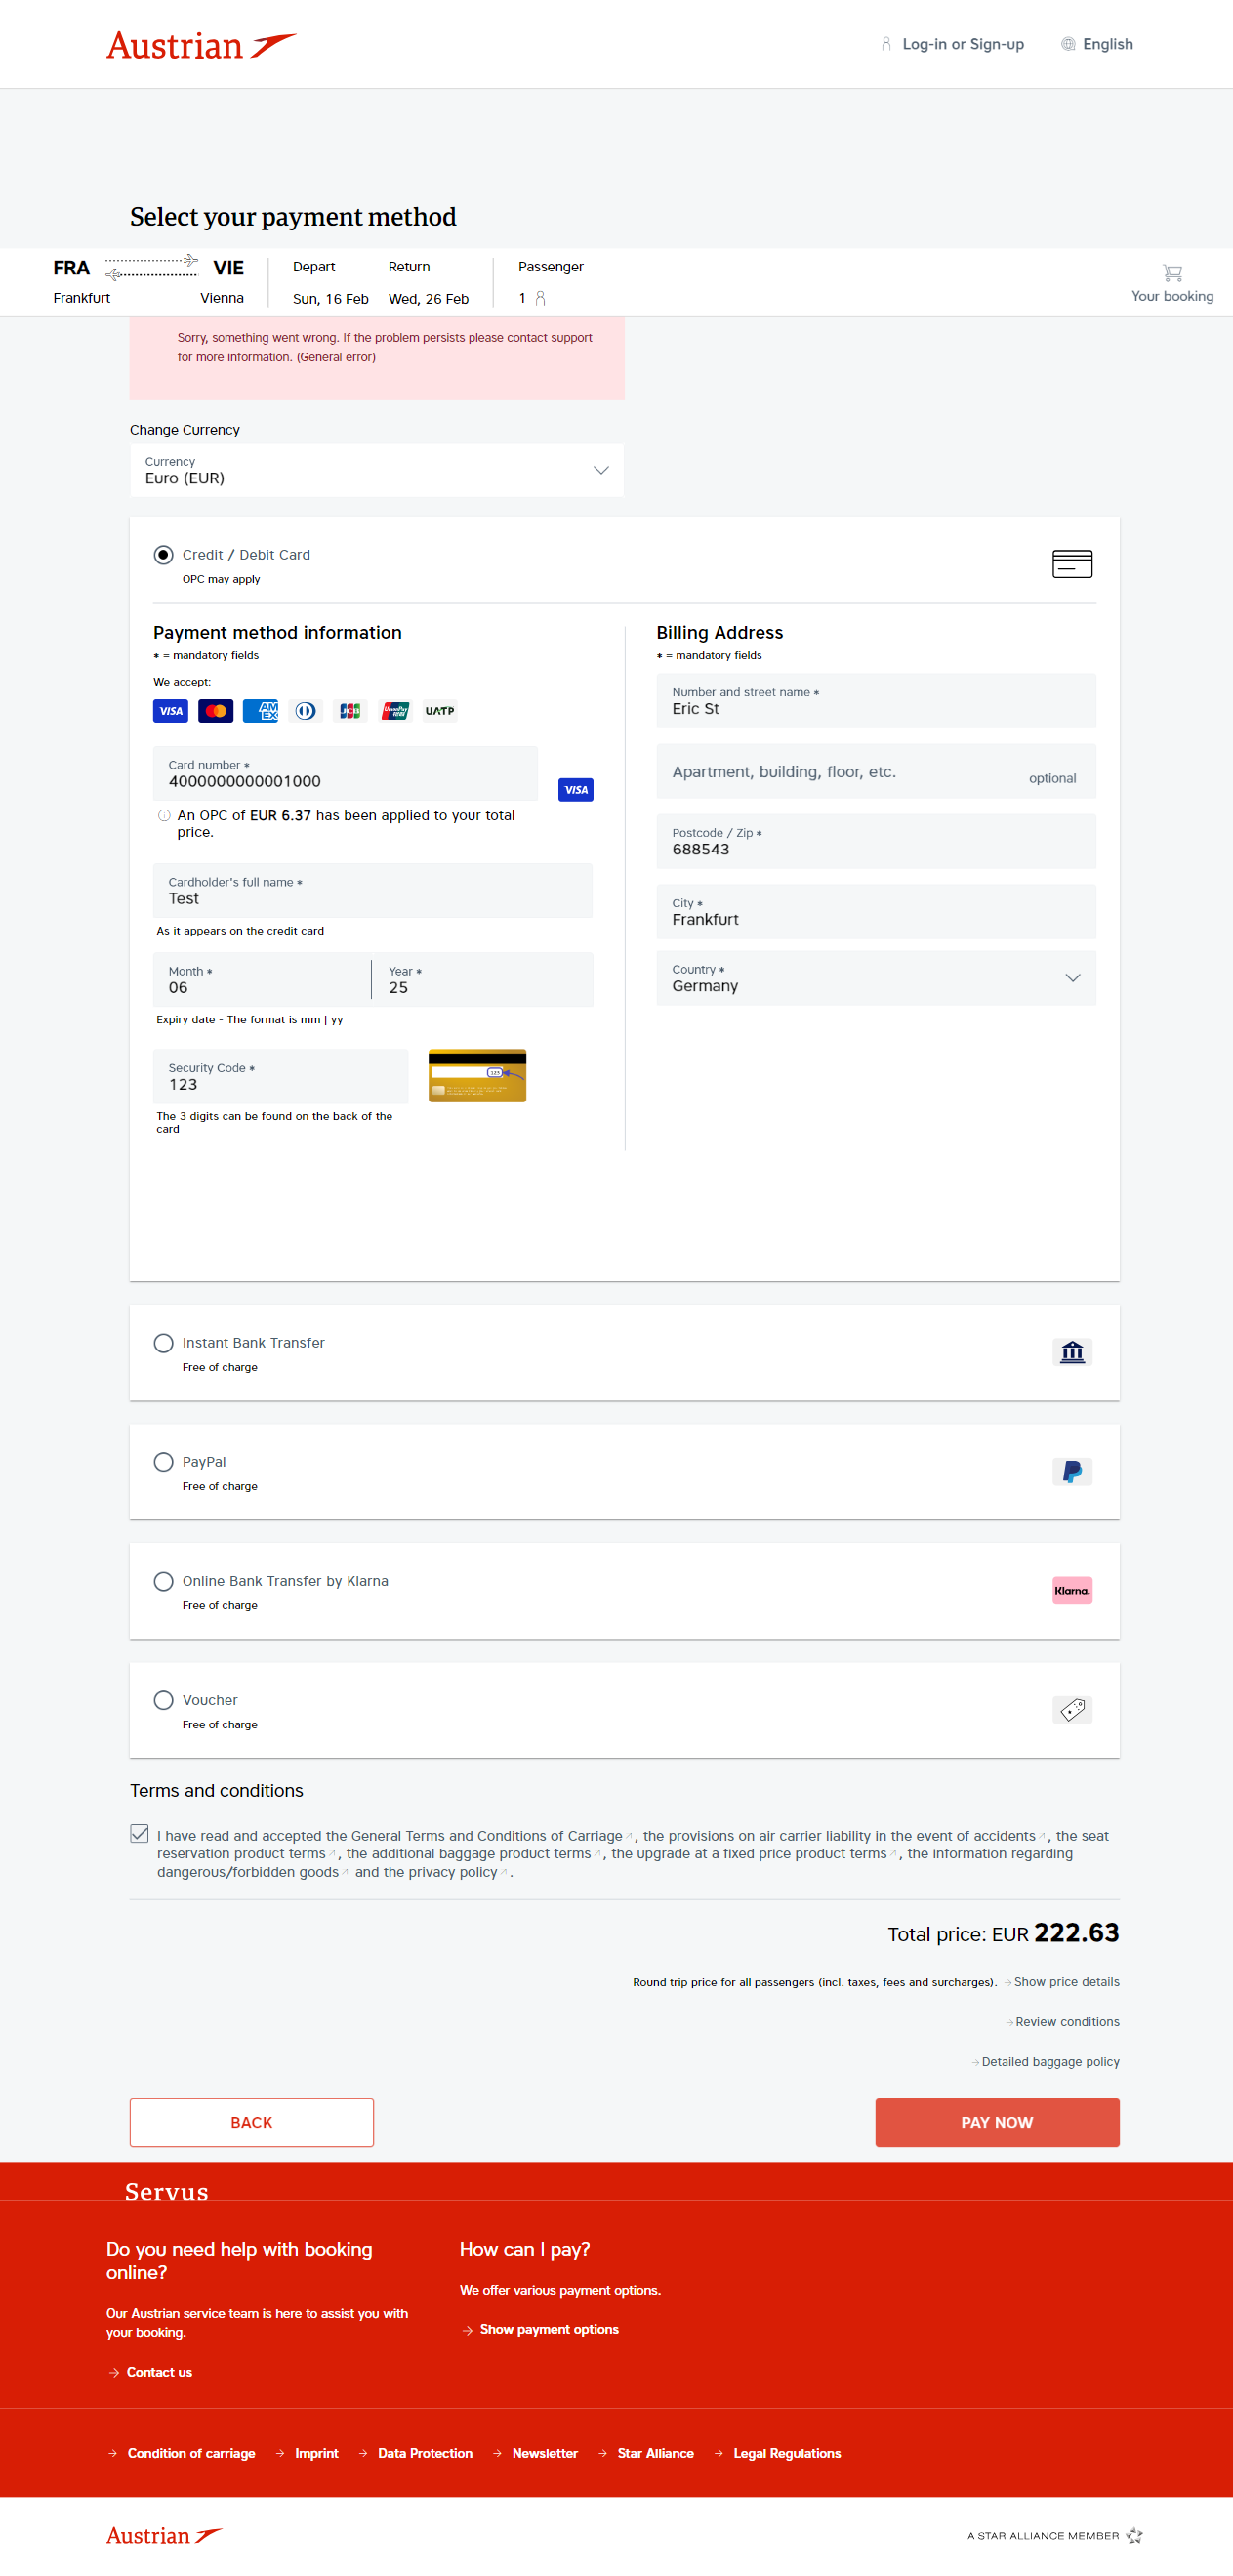 Austrian
Log-in or Sign-up
English
Select your payment method
FRA
VIE
Depart
Return
Passenger
Frankfurt
Vienna
Sun, 16 Feb
Wed, 26 Feb
1
Your booking
Sorry, something went wrong. If the problem persists please contact support
for more information. (General error)
Change Currency
Currency
Euro (EUR)
Credit / Debit Card
OPC may apply
Payment method information
* = mandatory fields
We accept:
VISA
AM
EX
JCB
UnionPay
UATP
Card number *
4000000000001000
VISA
An OPC of EUR 6.37 has been applied to your total
price.
Cardholder's full name *
Test
As it appears on the credit card
Month *
06
Year *
25
Expiry date - The format is mm | yy
Security Code *
123
123
The 3 digits can be found on the back of the
card
Billing Address
* = mandatory fields
Number and street name *
Eric St
Apartment, building, floor, etc.
optional
Postcode / Zip *
688543
City *
Frankfurt
Country *
Germany
Instant Bank Transfer
Free of charge
PayPal
Free of charge
Online Bank Transfer by Klarna
Free of charge
Klarna.
Voucher
Free of charge
Terms and conditions
I have read and accepted the General Terms and Conditions of Carriage, the provisions on air carrier liability in the event of accidents, the seat
reservation product terms, the additional baggage product terms, the upgrade at a fixed price product terms, the information regarding
dangerous/forbidden goods and the privacy policy.
Total price: EUR 222.63
Round trip price for all passengers (incl. taxes, fees and surcharges). Show price details
Review conditions
Detailed baggage policy
BACK
PAY NOW
Servus
Do you need help with booking
online?
Our Austrian service team is here to assist you with
your booking.
Contact us
How can I pay?
We offer various payment options.
Show payment options
Condition of carriage
Imprint
Data Protection
Newsletter
Star Alliance
Legal Regulations
Austrian
A STAR ALLIANCE MEMBER